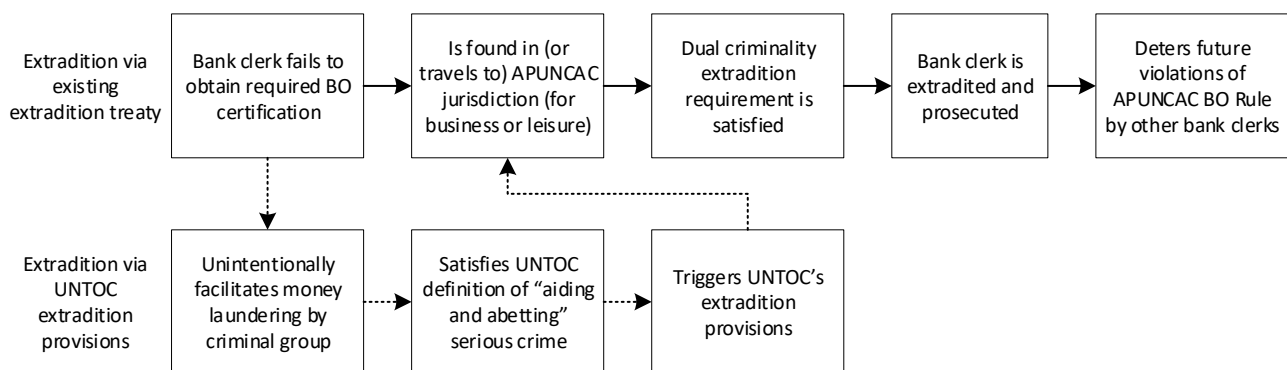 Extradition via
existing
extradition treaty
Bank clerk fails to
obtain required BO
certification
Is found in (or
travels to) APUNCAC
jurisdiction (for
business or leisure)
Dual criminality
extradition
requirement is
satisfied
Bank clerk is
extradited and
prosecuted
Deters future
violations of
APUNCAC BO Rule
by other bank clerks
Extradition via
UNTOC
extradition
provisions
Unintentionally
facilitates money
laundering by
criminal group
Satisfies UNTOC
definition of “aiding
and abetting”
serious crime
Triggers UNTOC’s
extradition
provisions